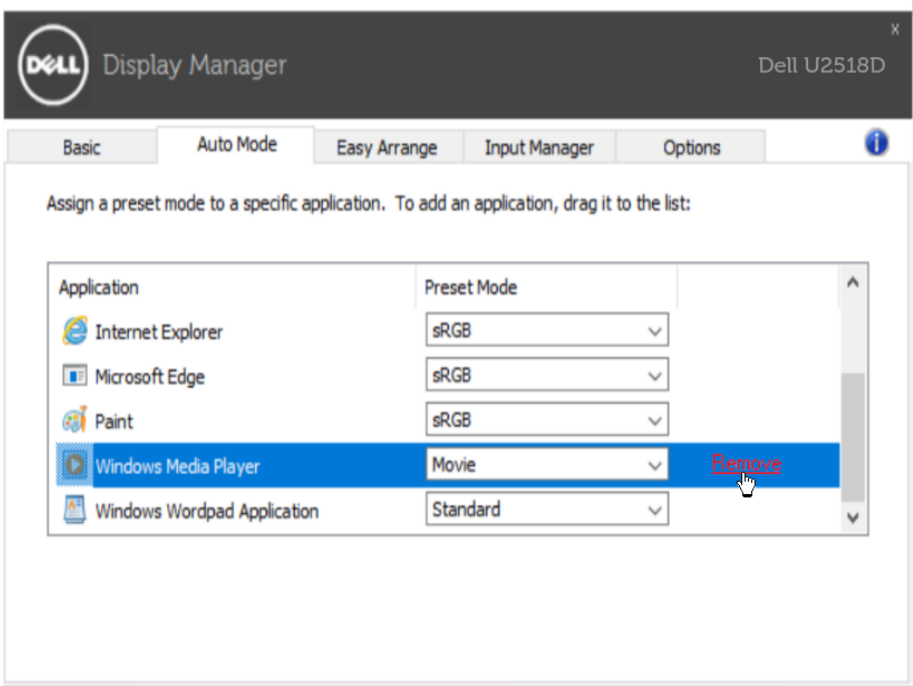 x
DELL Display Manager Dell U2518D
Basic Auto Mode Easy Arrange Input Manager Options i
Assign a preset mode to a specific application. To add an application, drag it to the list:
Application Preset Mode
Internet Explorer sRGB
Microsoft Edge sRGB
Paint sRGB
Windows Media Player Movie Remove
Windows Wordpad Application Standard